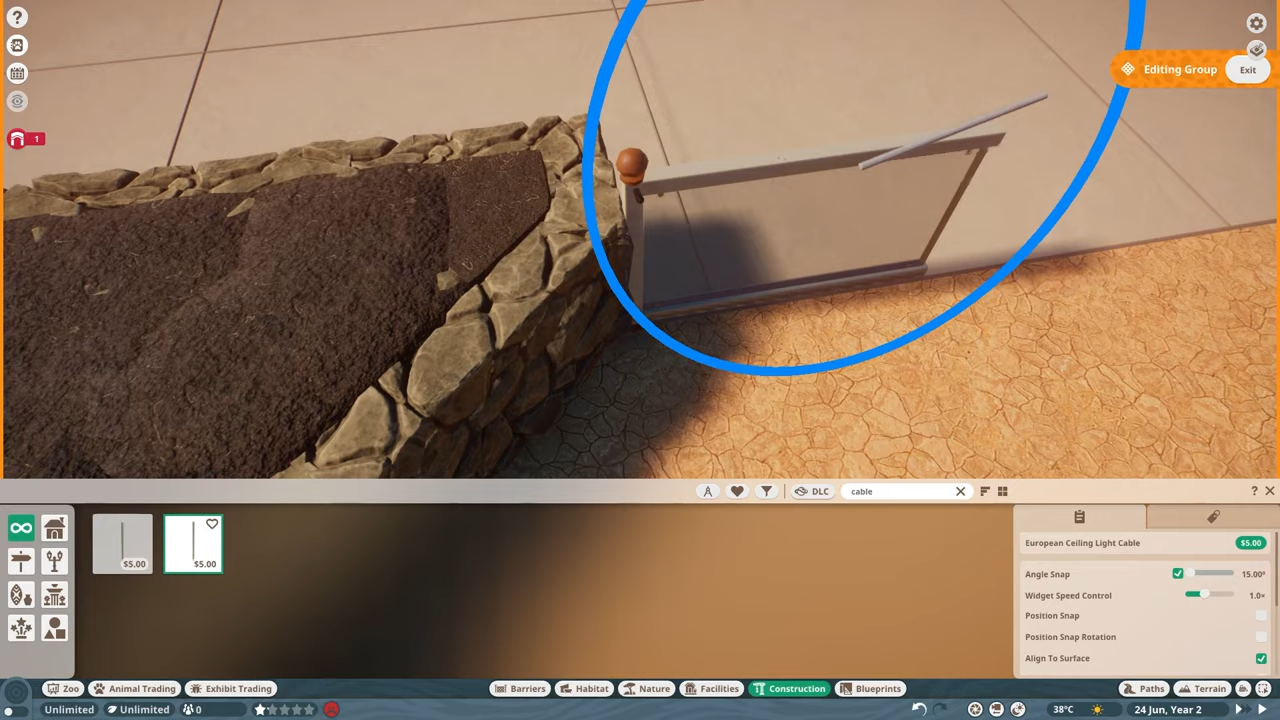 ?
1
Editing Group
Exit
DLC
cable
?
$5.00
$5.00
European Ceiling Light Cable
$5.00
Angle Snap
15.00°
Widget Speed Control
1.0×
Position Snap
Position Snap Rotation
Align To Surface
Zoo
Animal Trading
Exhibit Trading
Barriers
Habitat
Nature
Facilities
Construction
Blueprints
Paths
Terrain
Unlimited
Unlimited
0
38°C
24 Jun, Year 2